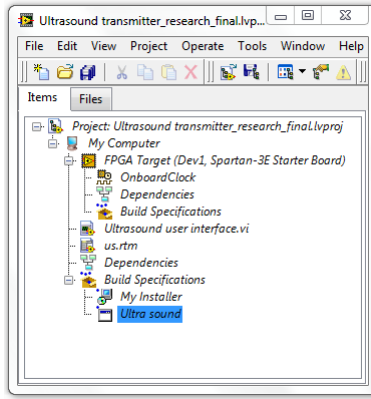 Ultrasound transmitter_research_final.lvp...
File Edit View Project Operate Tools Window Help
Items Files
Project: Ultrasound transmitter_research_final.lvproj
My Computer
FPGA Target (Dev1, Spartan-3E Starter Board)
OnboardClock
Dependencies
Build Specifications
Ultrasound user interface.vi
us.rtm
Dependencies
Build Specifications
My Installer
Ultra sound